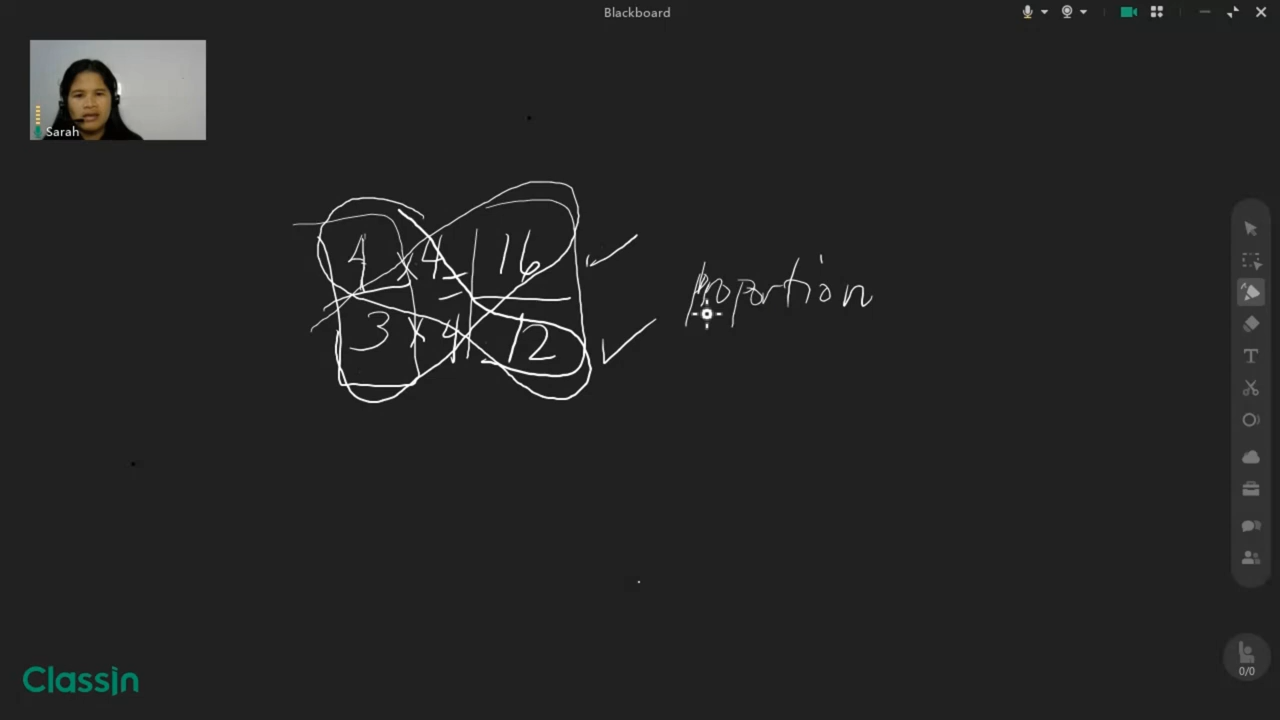 Blackboard
Sarah
4 x 4 = 16
3 x 4 = 12
Proportion
T
0/0
ClassIn